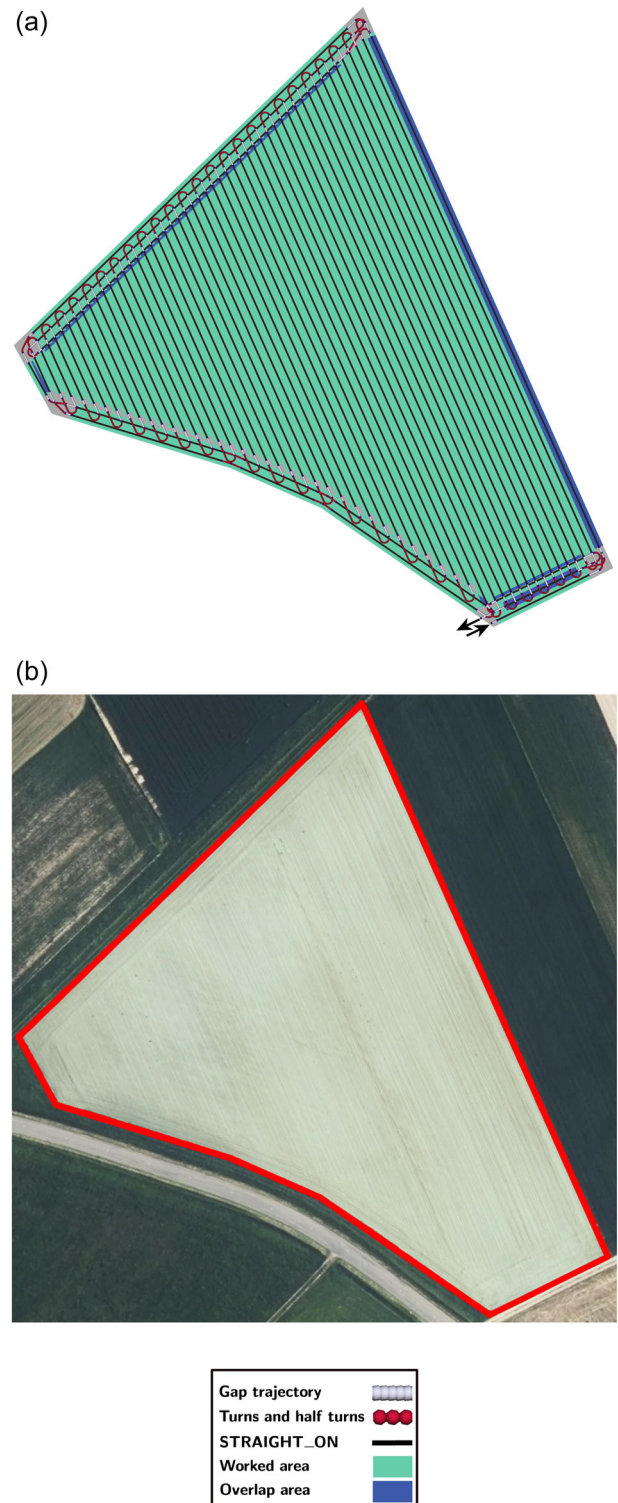 (a)
(b)
Gap trajectory
Turns and half turns
STRAIGHT_ON
Worked area
Overlap area